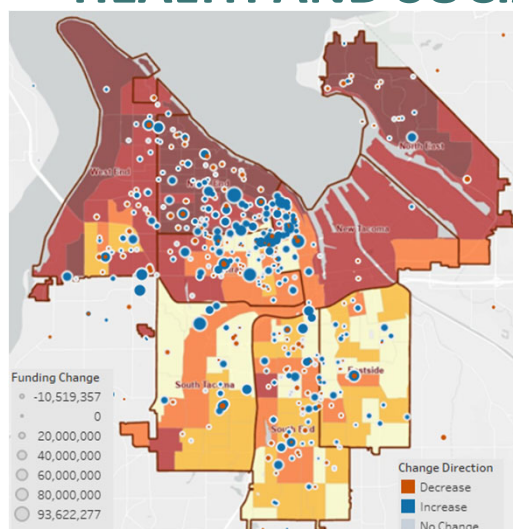 West End
North East
New Tacoma
South Tacoma
Eastside
South End
Funding Change
-10,519,357
0
20,000,000
40,000,000
60,000,000
80,000,000
93,622,277
Change Direction
Decrease
Increase
No Change